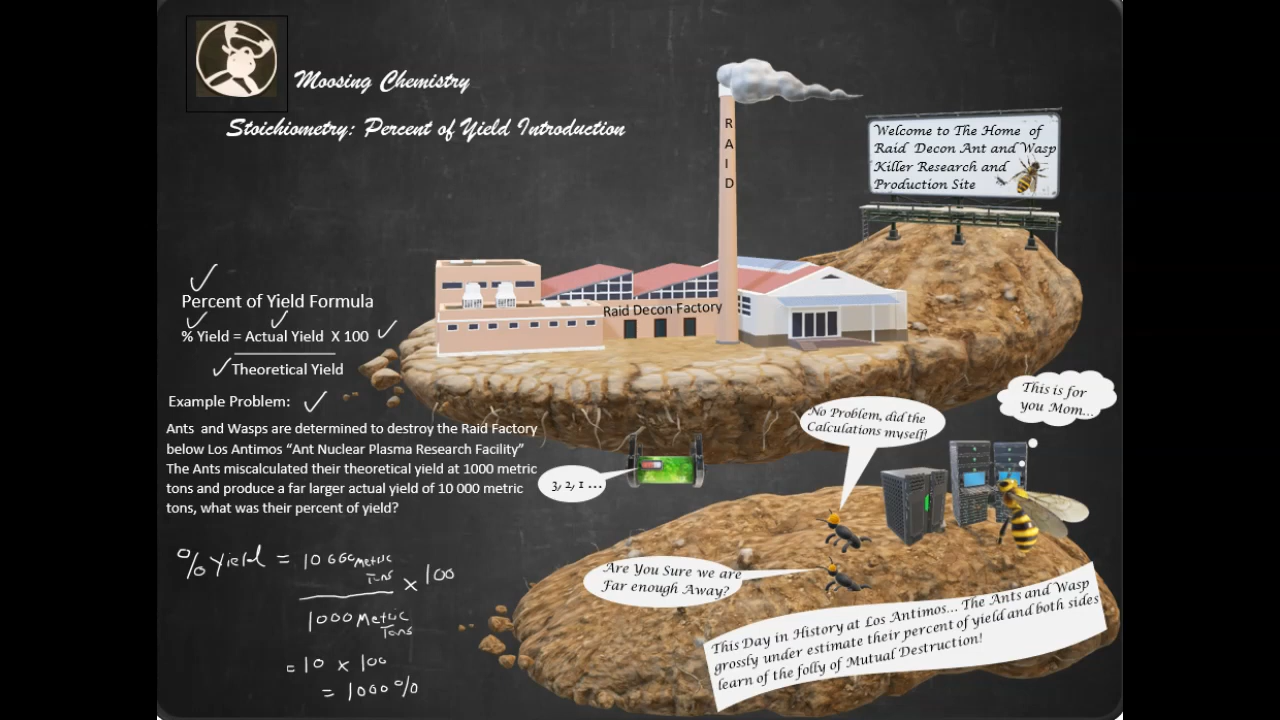 Moosing Chemistry
Stoichiometry: Percent of Yield Introduction
R
A
I
D
Welcome to The Home of
Raid Decon Ant and Wasp
Killer Research and
Production Site
Raid Decon Factory
Percent of Yield Formula
% Yield = Actual Yield X 100
Theoretical Yield
Example Problem:
Ants and Wasps are determined to destroy the Raid Factory
below Los Antimos “Ant Nuclear Plasma Research Facility”
The Ants miscalculated their theoretical yield at 1000 metric
tons and produce a far larger actual yield of 10 000 metric
tons, what was their percent of yield?
3, 2, 1 ...
No Problem, did the
Calculations myself!
This is for
you Mom...
Are You Sure we are
Far enough Away?
This Day in History at Los Antimos... The Ants and Wasp
grossly under estimate their percent of yield and both sides
learn of the folly of Mutual Destruction!
% Yield = 10 000 Metric
Tons × 100
1000 Metric
Tons
= 10 × 100
= 1000 %